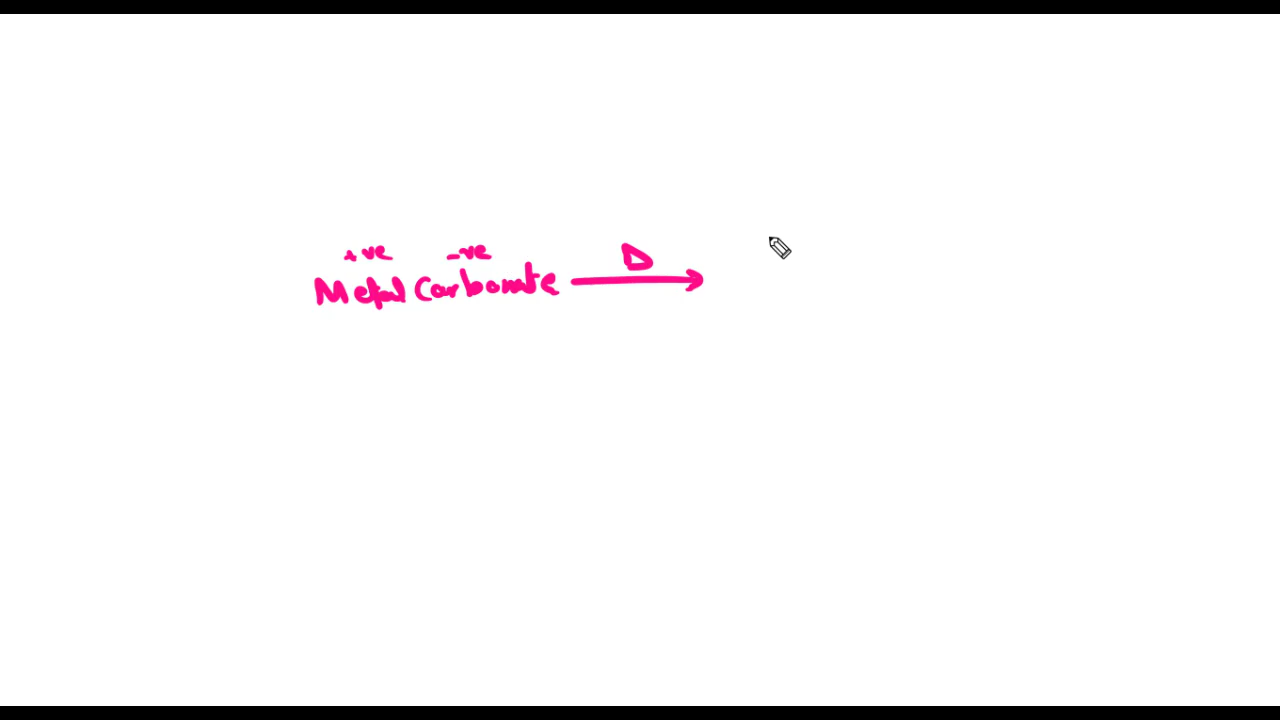 +ve -ve
Metal Carbonate Δ →